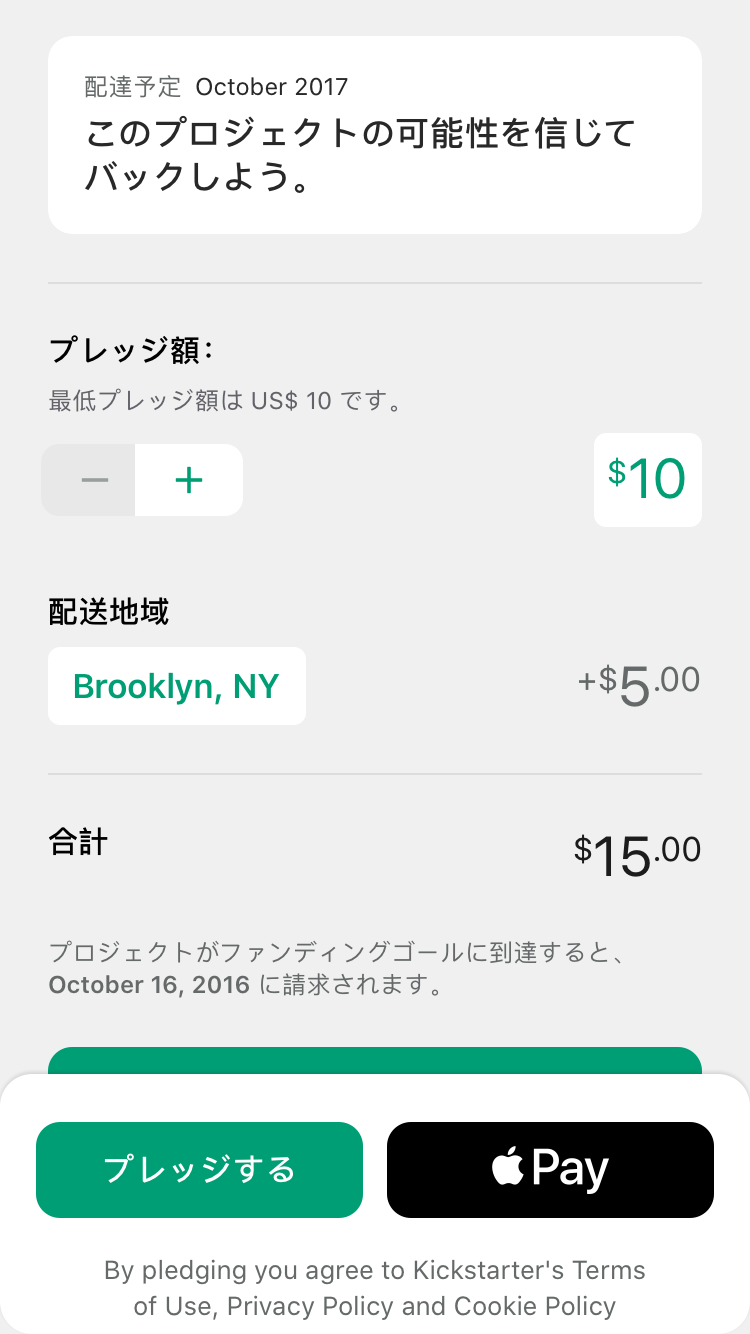 配達予定 October 2017
このプロジェクトの可能性を信じて
バックしよう。
プレッジ額：
最低プレッジ額は US$ 10 です。
− + $10
配送地域
Brooklyn, NY +$5.00
合計 $15.00
プロジェクトがファンディングゴールに到達すると、
October 16, 2016 に請求されます。
プレッジする Pay
By pledging you agree to Kickstarter's Terms
of Use, Privacy Policy and Cookie Policy